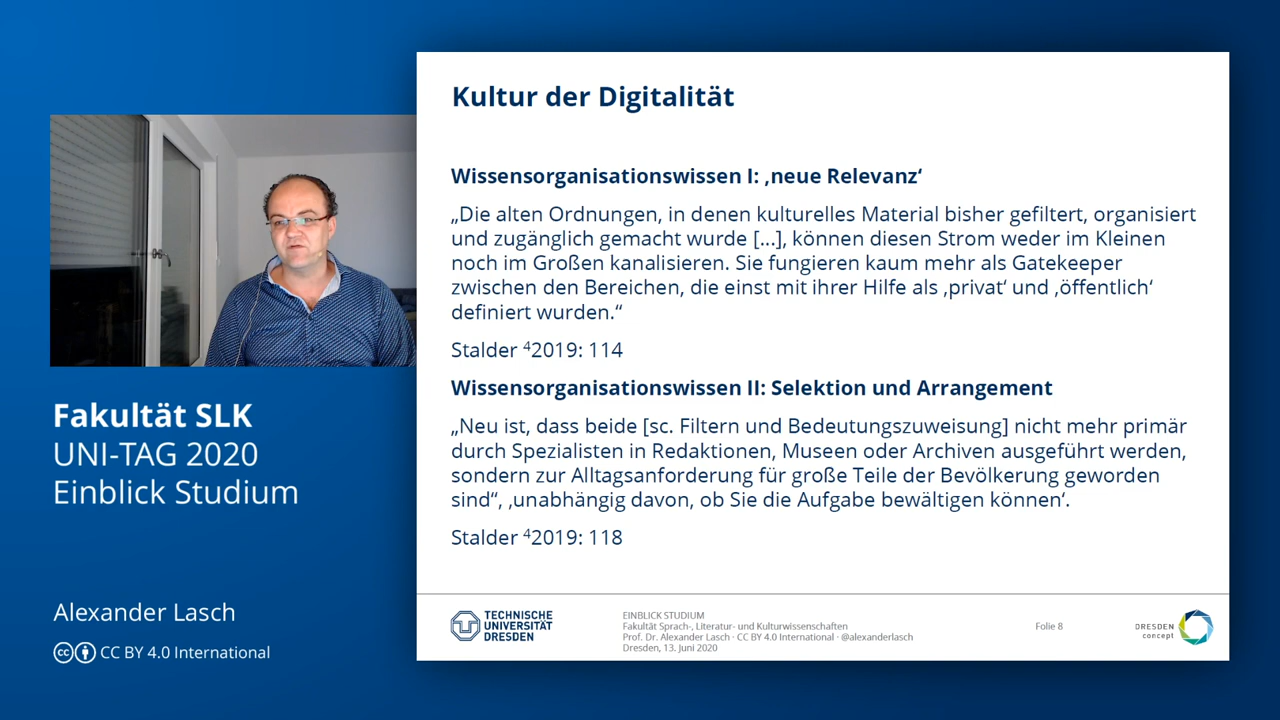 Kultur der Digitalität
Wissensorganisationswissen I: ‚neue Relevanz‘
„Die alten Ordnungen, in denen kulturelles Material bisher gefiltert, organisiert
und zugänglich gemacht wurde [...], können diesen Strom weder im Kleinen
noch im Großen kanalisieren. Sie fungieren kaum mehr als Gatekeeper
zwischen den Bereichen, die einst mit ihrer Hilfe als ‚privat‘ und ‚öffentlich‘
definiert wurden.“
Stalder ⁴2019: 114
Wissensorganisationswissen II: Selektion und Arrangement
„Neu ist, dass beide [sc. Filtern und Bedeutungszuweisung] nicht mehr primär
durch Spezialisten in Redaktionen, Museen oder Archiven ausgeführt werden,
sondern zur Alltagsanforderung für große Teile der Bevölkerung geworden
sind“, ‚unabhängig davon, ob Sie die Aufgabe bewältigen können‘.
Stalder ⁴2019: 118
Fakultät SLK
UNI-TAG 2020
Einblick Studium
Alexander Lasch
CC BY 4.0 International
TECHNISCHE
UNIVERSITÄT
DRESDEN
EINBLICK STUDIUM
Fakultät Sprach-, Literatur- und Kulturwissenschaften
Prof. Dr. Alexander Lasch · CC BY 4.0 International · @alexanderlasch
Dresden, 13. Juni 2020
Folie 8
DRESDEN
concept